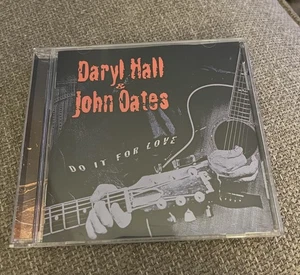 Daryl Hall
&
John Oates
DO IT FOR LOVE